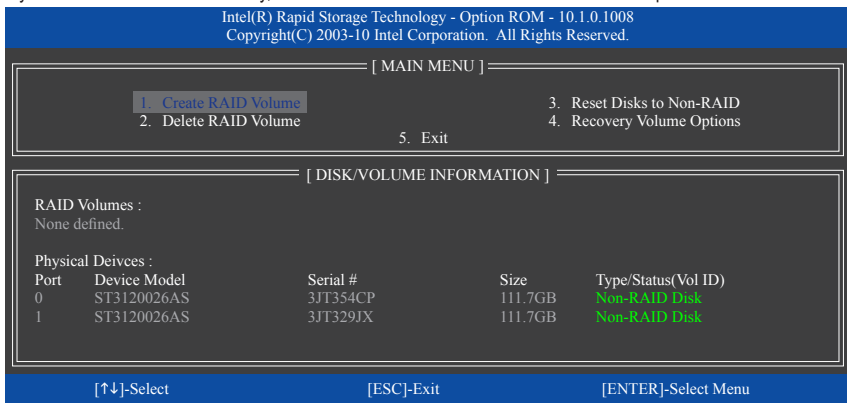 Intel(R) Rapid Storage Technology - Option ROM - 10.1.0.1008
Copyright(C) 2003-10 Intel Corporation. All Rights Reserved.
[ MAIN MENU ]
1. Create RAID Volume 3. Reset Disks to Non-RAID
2. Delete RAID Volume 4. Recovery Volume Options
5. Exit
[ DISK/VOLUME INFORMATION ]
RAID Volumes :
None defined.
Physical Deivces :
Port Device Model Serial # Size Type/Status(Vol ID)
0 ST3120026AS 3JT354CP 111.7GB Non-RAID Disk
1 ST3120026AS 3JT329JX 111.7GB Non-RAID Disk
[↑↓]-Select [ESC]-Exit [ENTER]-Select Menu